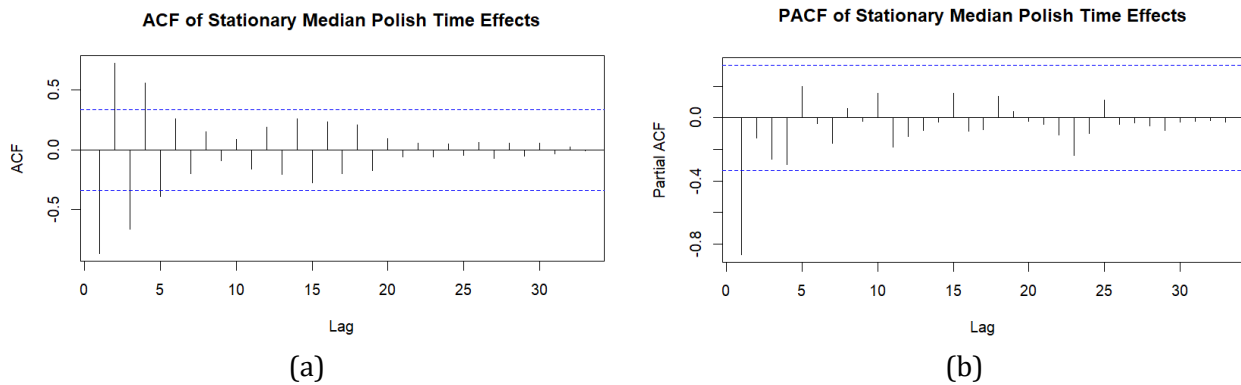 ACF of Stationary Median Polish Time Effects
ACF
0.5
0.0
-0.5
0 5 10 15 20 25 30
Lag
(a)
PACF of Stationary Median Polish Time Effects
Partial ACF
0.0
-0.4
-0.8
0 5 10 15 20 25 30
Lag
(b)